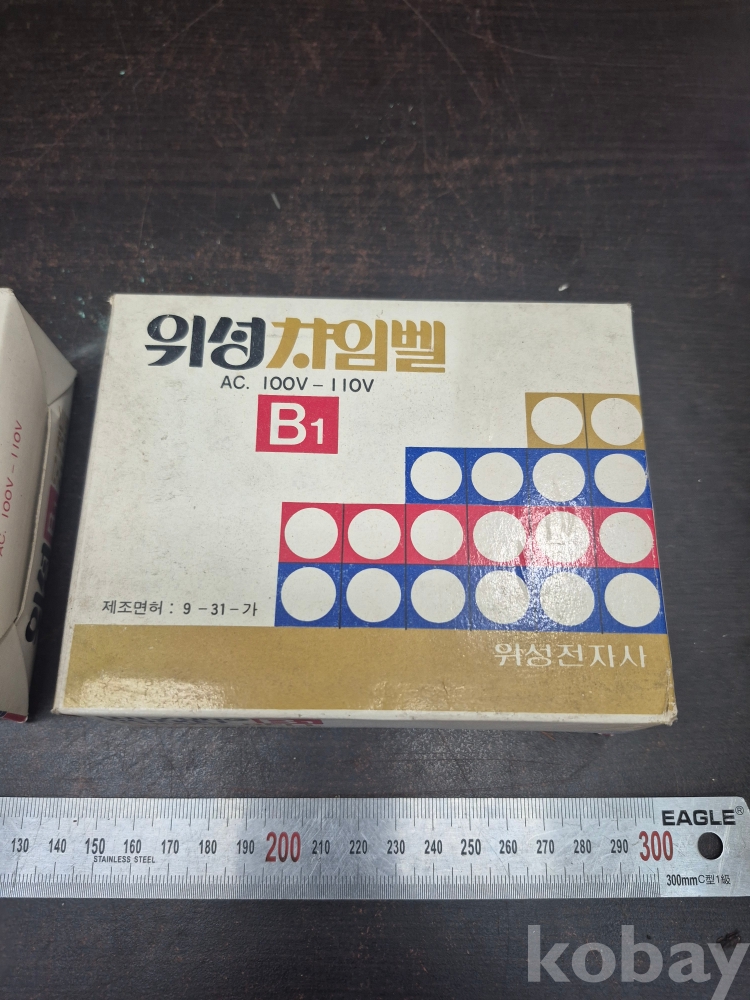 위성 챠임벨
AC. 100V - 110V
B1
제조면허 : 9 - 31 - 가
위성전자사
AC. 100V - 110V
EAGLE®
130 140 150 160 170 180 190 200 210 220 230 240 250 260 270 280 290 300
STAINLESS STEEL
300mm C型1級
kobay